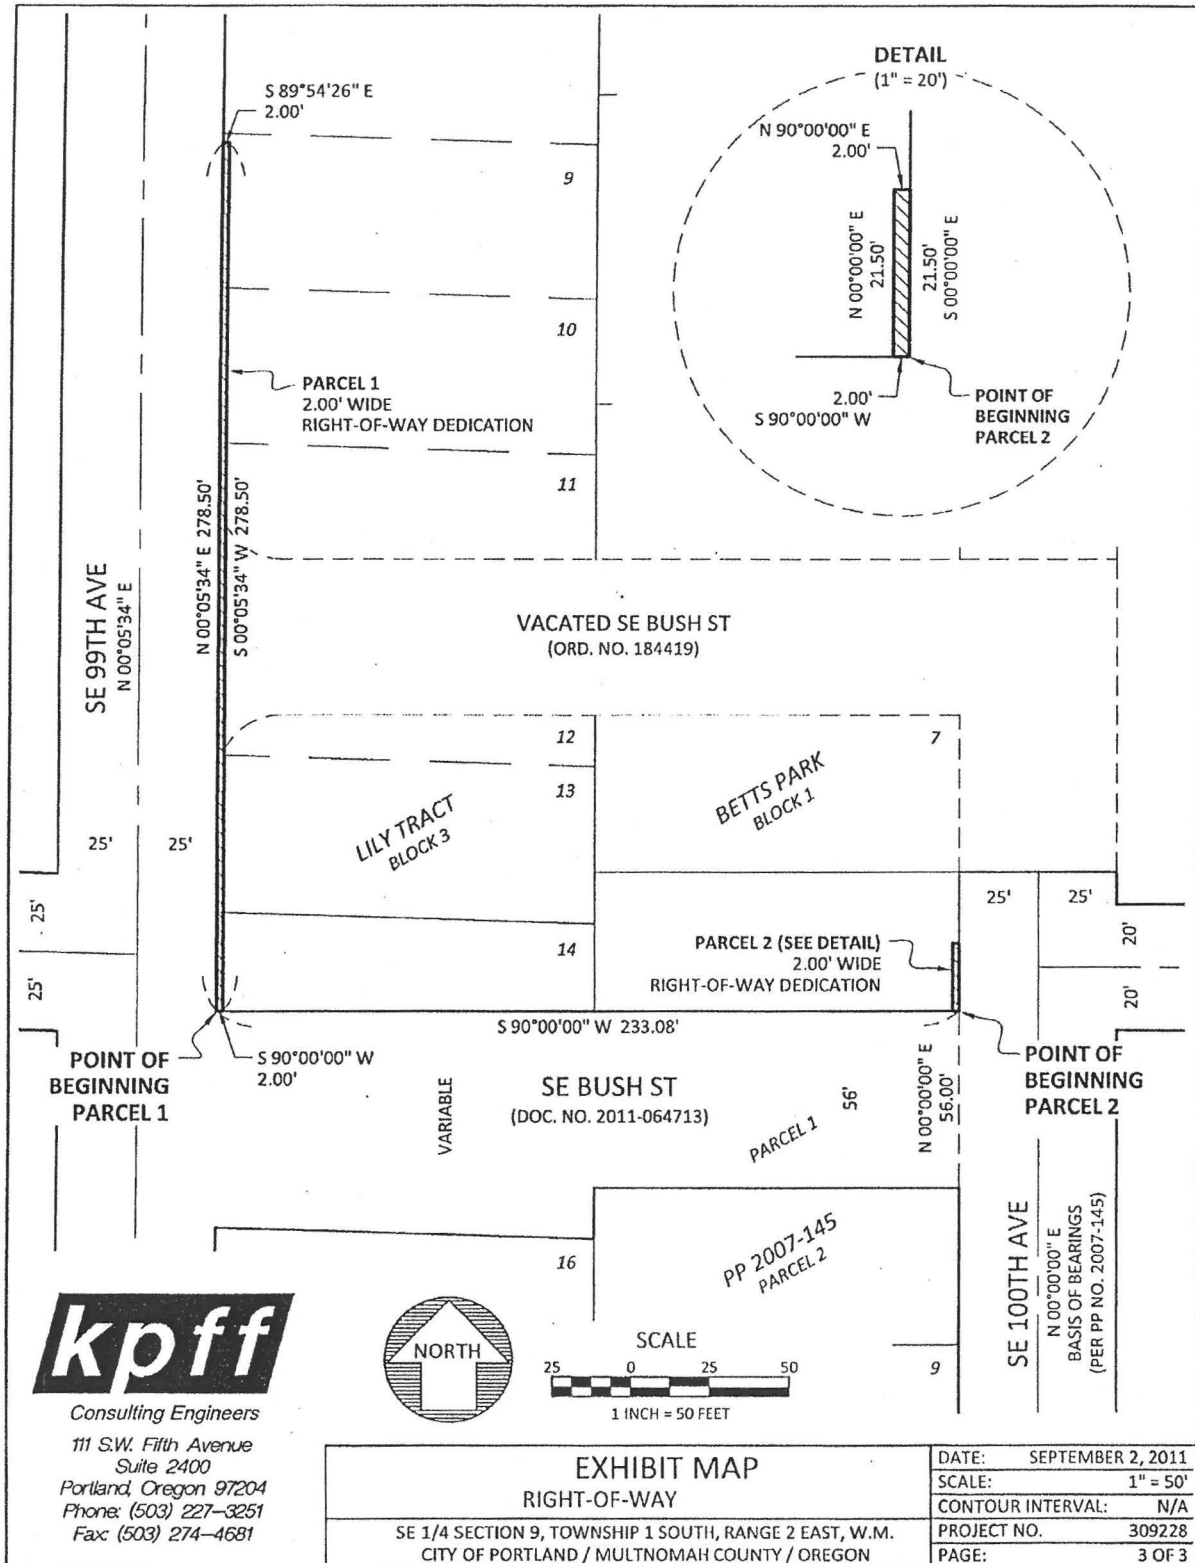 S 89°54'26" E
2.00'
DETAIL
(1" = 20')
N 90°00'00" E
2.00'
N 00°00'00" E
21.50'
21.50'
S 00°00'00" E
2.00'
S 90°00'00" W
POINT OF
BEGINNING
PARCEL 2
9
10
PARCEL 1
2.00' WIDE
RIGHT-OF-WAY DEDICATION
11
SE 99TH AVE
N 00°05'34" E
N 00°05'34" E 278.50'
S 00°05'34" W 278.50'
VACATED SE BUSH ST
(ORD. NO. 184419)
12
7
13
LILY TRACT
BLOCK 3
BETTS PARK
BLOCK 1
25'
25'
25'
25'
25'
25'
20'
20'
14
PARCEL 2 (SEE DETAIL)
2.00' WIDE
RIGHT-OF-WAY DEDICATION
S 90°00'00" W 233.08'
POINT OF
BEGINNING
PARCEL 1
S 90°00'00" W
2.00'
SE BUSH ST
(DOC. NO. 2011-064713)
VARIABLE
PARCEL 1
56'
N 00°00'00" E
56.00'
POINT OF
BEGINNING
PARCEL 2
16
PP 2007-145
PARCEL 2
9
SE 100TH AVE
N 00°00'00" E
BASIS OF BEARINGS
(PER PP NO. 2007-145)
kpff
Consulting Engineers
111 S.W. Fifth Avenue
Suite 2400
Portland, Oregon 97204
Phone: (503) 227-3251
Fax: (503) 274-4681
NORTH
SCALE
25 0 25 50
1 INCH = 50 FEET
EXHIBIT MAP
RIGHT-OF-WAY
SE 1/4 SECTION 9, TOWNSHIP 1 SOUTH, RANGE 2 EAST, W.M.
CITY OF PORTLAND / MULTNOMAH COUNTY / OREGON
DATE: SEPTEMBER 2, 2011
SCALE: 1" = 50'
CONTOUR INTERVAL: N/A
PROJECT NO. 309228
PAGE: 3 OF 3